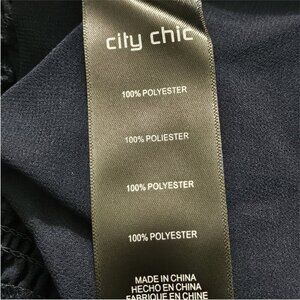 city chic
100% POLYESTER
100% POLIESTER
100% POLYESTER
100% POLYESTER
MADE IN CHINA
HECHO EN CHINA
FABRIQUE EN CHINE